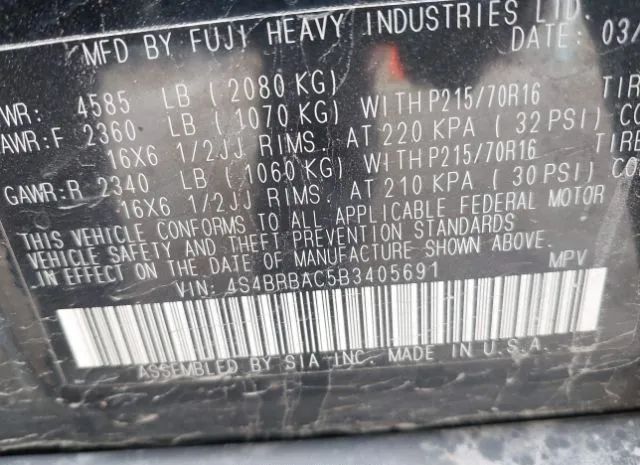 MFD BY FUJI HEAVY INDUSTRIES LTD.
DATE: 03/
WR: 4585 LB ( 2080 KG)
AWR:F 2360 LB ( 1070 KG) WITH P215/70R16 TIR
16X6 1/2JJ RIMS. AT 220 KPA ( 32 PSI) CO
GAWR:R 2340 LB ( 1060 KG) WITH P215/70R16 TIRE
16X6 1/2JJ RIMS. AT 210 KPA ( 30 PSI) CO
THIS VEHICLE CONFORMS TO ALL APPLICABLE FEDERAL MOTOR
VEHICLE SAFETY AND THEFT PREVENTION STANDARDS
IN EFFECT ON THE DATE OF MANUFACTURE SHOWN ABOVE.
VIN: 4S4BRBAC5B3405691 MPV
ASSEMBLED BY SIA INC. MADE IN U.S.A.